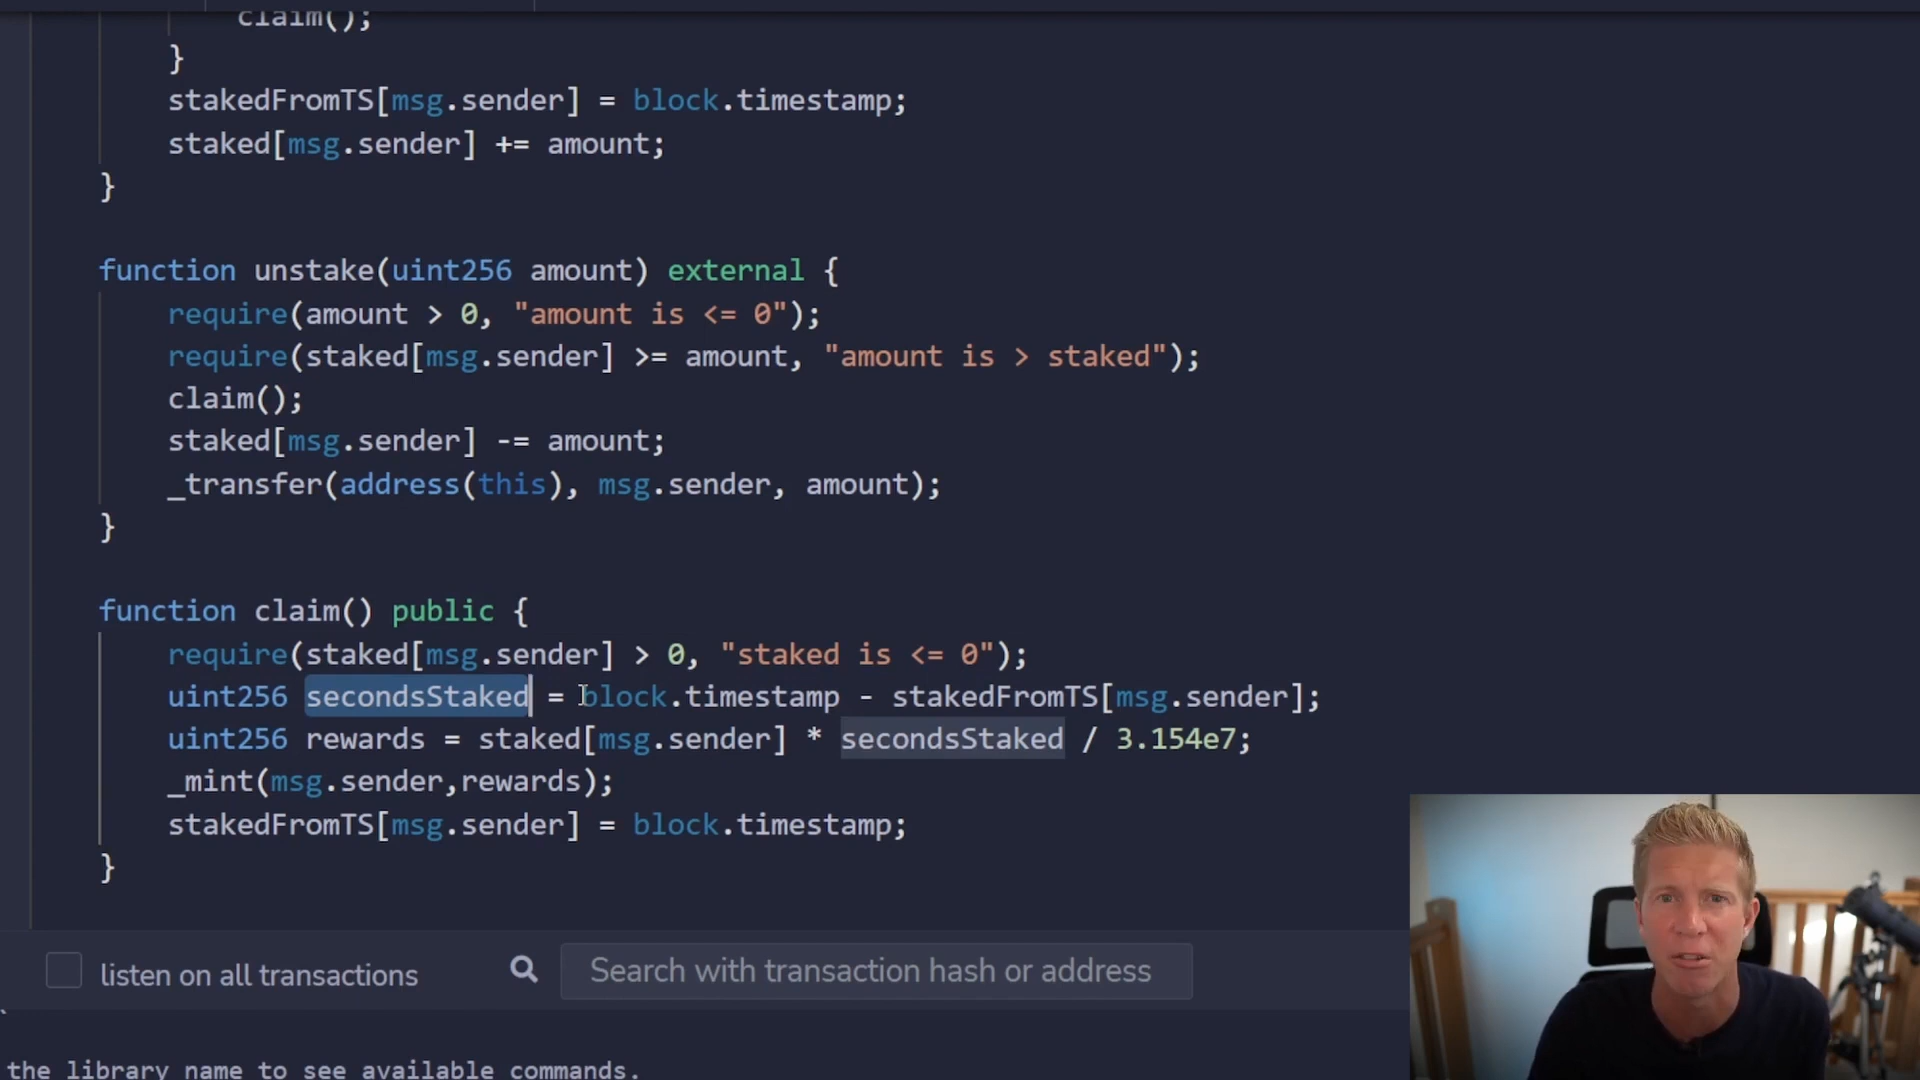 claim();
}
stakedFromTS[msg.sender] = block.timestamp;
staked[msg.sender] += amount;
}
function unstake(uint256 amount) external {
require(amount > 0, "amount is <= 0");
require(staked[msg.sender] >= amount, "amount is > staked");
claim();
staked[msg.sender] -= amount;
_transfer(address(this), msg.sender, amount);
}
function claim() public {
require(staked[msg.sender] > 0, "staked is <= 0");
uint256 secondsStaked = block.timestamp - stakedFromTS[msg.sender];
uint256 rewards = staked[msg.sender] * secondsStaked / 3.154e7;
_mint(msg.sender,rewards);
stakedFromTS[msg.sender] = block.timestamp;
}
listen on all transactions
Search with transaction hash or address
the library name to see available commands.